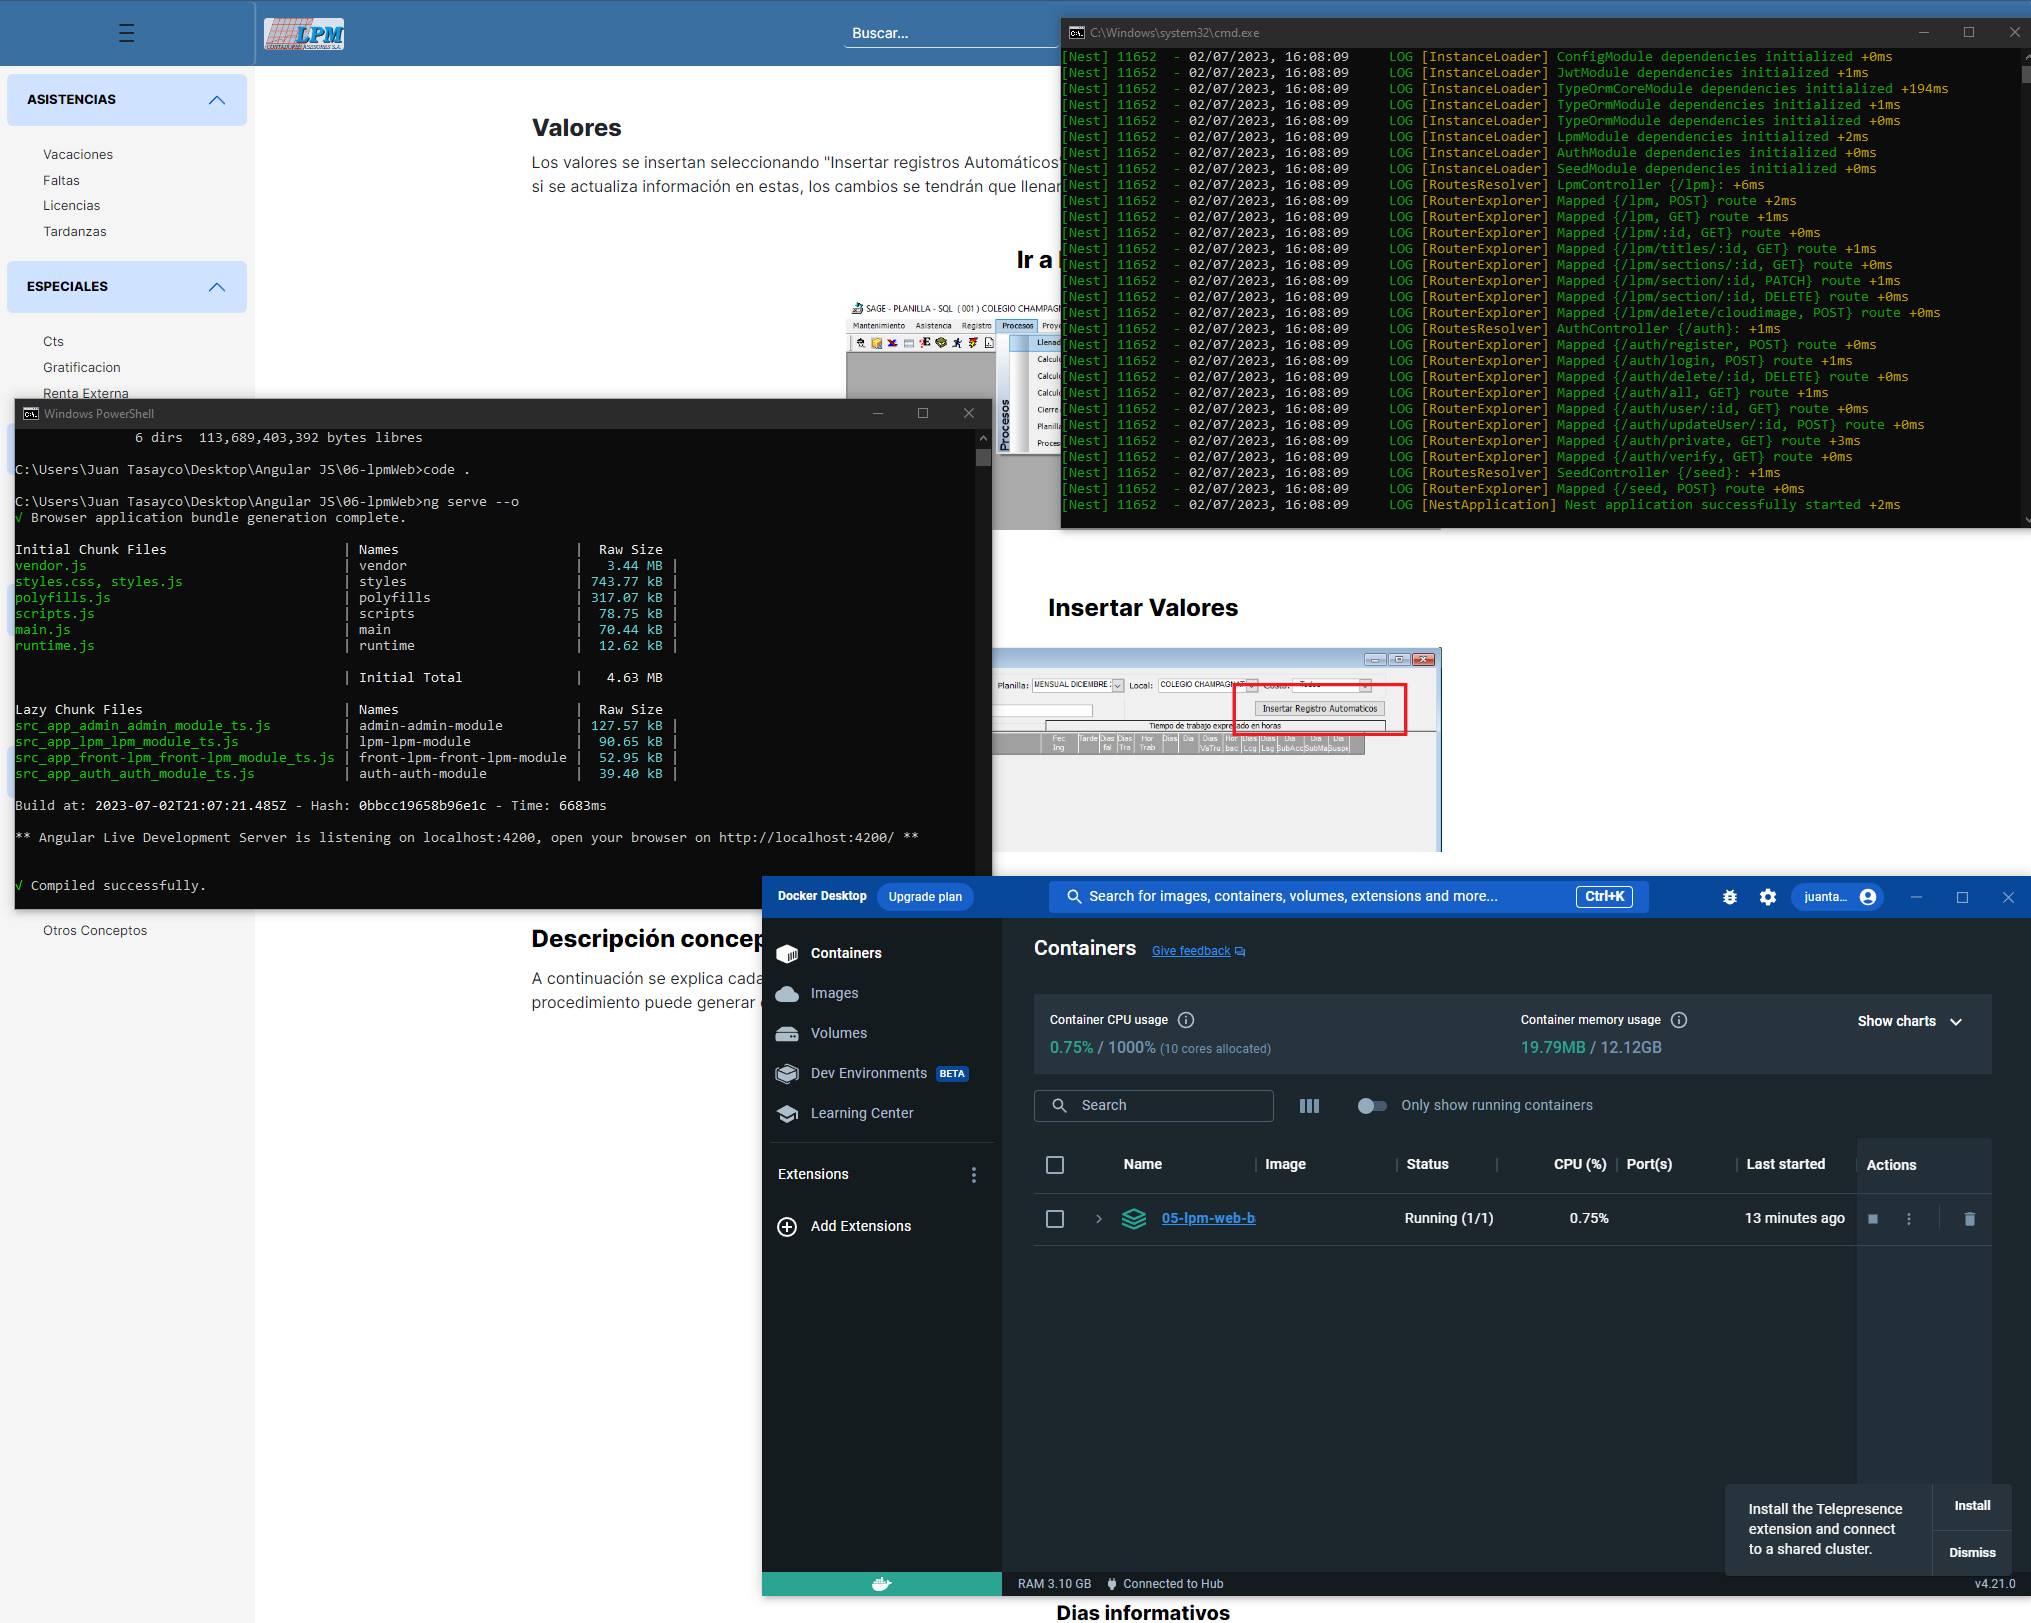 LPM
CONTADORES ASESORES S.A.
Buscar...
ASISTENCIAS
Vacaciones
Faltas
Licencias
Tardanzas
ESPECIALES
Cts
Gratificacion
Renta Externa
Otros Conceptos
Valores
Los valores se insertan seleccionando "Insertar registros Automáticos"
si se actualiza información en estas, los cambios se tendrán que llenar
Ir a
SAGE - PLANILLA - SQL ( 001 ) COLEGIO CHAMPAGN
Mantenimiento Asistencia Registro Procesos Proye
Procesos
Llenad
Calculo
Calculo
Calculo
Cierre
Planilla
Proces
C:\Windows\system32\cmd.exe
[Nest] 11652 - 02/07/2023, 16:08:09 LOG [InstanceLoader] ConfigModule dependencies initialized +0ms
[Nest] 11652 - 02/07/2023, 16:08:09 LOG [InstanceLoader] JwtModule dependencies initialized +1ms
[Nest] 11652 - 02/07/2023, 16:08:09 LOG [InstanceLoader] TypeOrmCoreModule dependencies initialized +194ms
[Nest] 11652 - 02/07/2023, 16:08:09 LOG [InstanceLoader] TypeOrmModule dependencies initialized +1ms
[Nest] 11652 - 02/07/2023, 16:08:09 LOG [InstanceLoader] TypeOrmModule dependencies initialized +0ms
[Nest] 11652 - 02/07/2023, 16:08:09 LOG [InstanceLoader] LpmModule dependencies initialized +2ms
[Nest] 11652 - 02/07/2023, 16:08:09 LOG [InstanceLoader] AuthModule dependencies initialized +0ms
[Nest] 11652 - 02/07/2023, 16:08:09 LOG [InstanceLoader] SeedModule dependencies initialized +0ms
[Nest] 11652 - 02/07/2023, 16:08:09 LOG [RoutesResolver] LpmController {/lpm}: +6ms
[Nest] 11652 - 02/07/2023, 16:08:09 LOG [RouterExplorer] Mapped {/lpm, POST} route +2ms
[Nest] 11652 - 02/07/2023, 16:08:09 LOG [RouterExplorer] Mapped {/lpm, GET} route +1ms
[Nest] 11652 - 02/07/2023, 16:08:09 LOG [RouterExplorer] Mapped {/lpm/:id, GET} route +0ms
[Nest] 11652 - 02/07/2023, 16:08:09 LOG [RouterExplorer] Mapped {/lpm/titles/:id, GET} route +1ms
[Nest] 11652 - 02/07/2023, 16:08:09 LOG [RouterExplorer] Mapped {/lpm/sections/:id, GET} route +0ms
[Nest] 11652 - 02/07/2023, 16:08:09 LOG [RouterExplorer] Mapped {/lpm/section/:id, PATCH} route +1ms
[Nest] 11652 - 02/07/2023, 16:08:09 LOG [RouterExplorer] Mapped {/lpm/section/:id, DELETE} route +0ms
[Nest] 11652 - 02/07/2023, 16:08:09 LOG [RouterExplorer] Mapped {/lpm/delete/cloudimage, POST} route +0ms
[Nest] 11652 - 02/07/2023, 16:08:09 LOG [RoutesResolver] AuthController {/auth}: +1ms
[Nest] 11652 - 02/07/2023, 16:08:09 LOG [RouterExplorer] Mapped {/auth/register, POST} route +0ms
[Nest] 11652 - 02/07/2023, 16:08:09 LOG [RouterExplorer] Mapped {/auth/login, POST} route +1ms
[Nest] 11652 - 02/07/2023, 16:08:09 LOG [RouterExplorer] Mapped {/auth/delete/:id, DELETE} route +0ms
[Nest] 11652 - 02/07/2023, 16:08:09 LOG [RouterExplorer] Mapped {/auth/all, GET} route +1ms
[Nest] 11652 - 02/07/2023, 16:08:09 LOG [RouterExplorer] Mapped {/auth/user/:id, GET} route +0ms
[Nest] 11652 - 02/07/2023, 16:08:09 LOG [RouterExplorer] Mapped {/auth/updateUser/:id, POST} route +0ms
[Nest] 11652 - 02/07/2023, 16:08:09 LOG [RouterExplorer] Mapped {/auth/private, GET} route +3ms
[Nest] 11652 - 02/07/2023, 16:08:09 LOG [RouterExplorer] Mapped {/auth/verify, GET} route +0ms
[Nest] 11652 - 02/07/2023, 16:08:09 LOG [RoutesResolver] SeedController {/seed}: +1ms
[Nest] 11652 - 02/07/2023, 16:08:09 LOG [RouterExplorer] Mapped {/seed, POST} route +0ms
[Nest] 11652 - 02/07/2023, 16:08:09 LOG [NestApplication] Nest application successfully started +2ms
Windows PowerShell
6 dirs 113,689,403,392 bytes libres
C:\Users\Juan Tasayco\Desktop\Angular JS\06-lpmWeb>code .
C:\Users\Juan Tasayco\Desktop\Angular JS\06-lpmWeb>ng serve --o
√ Browser application bundle generation complete.
Initial Chunk Files | Names | Raw Size
vendor.js | vendor | 3.44 MB |
styles.css, styles.js | styles | 743.77 kB |
polyfills.js | polyfills | 317.07 kB |
scripts.js | scripts | 78.75 kB |
main.js | main | 70.44 kB |
runtime.js | runtime | 12.62 kB |
| Initial Total | 4.63 MB
Lazy Chunk Files | Names | Raw Size
src_app_admin_admin_module_ts.js | admin-admin-module | 127.57 kB |
src_app_lpm_lpm_module_ts.js | lpm-lpm-module | 90.65 kB |
src_app_front-lpm_front-lpm_module_ts.js | front-lpm-front-lpm-module | 52.95 kB |
src_app_auth_auth_module_ts.js | auth-auth-module | 39.40 kB |
Build at: 2023-07-02T21:07:21.485Z - Hash: 0bbcc19658b96e1c - Time: 6683ms
** Angular Live Development Server is listening on localhost:4200, open your browser on http://localhost:4200/ **
√ Compiled successfully.
Insertar Valores
Planilla: MENSUAL DICIEMBRE Local: COLEGIO CHAMPAGNAT Costo: Todos
Insertar Registro Automaticos
Tiempo de trabajo expresado en horas
Fec Ing Tarde Dias fal Dias Tra Hor Trab Dias Dia Dias VaTru Hor bac Dias Lcg Dias Lsg Dia SubAcc Dia SubMa Dia Suspe
Descripción concep
A continuación se explica cada
procedimiento puede generar
Docker Desktop Upgrade plan
Search for images, containers, volumes, extensions and more... Ctrl+K
juanta...
Containers
Images
Volumes
Dev Environments BETA
Learning Center
Extensions
Add Extensions
Containers Give feedback
Container CPU usage
0.75% / 1000% (10 cores allocated)
Container memory usage
19.79MB / 12.12GB
Show charts
Search
Only show running containers
Name Image Status CPU (%) Port(s) Last started Actions
05-lpm-web-b Running (1/1) 0.75% 13 minutes ago
Install the Telepresence
extension and connect
to a shared cluster.
Install
Dismiss
RAM 3.10 GB Connected to Hub v4.21.0
Dias informativos